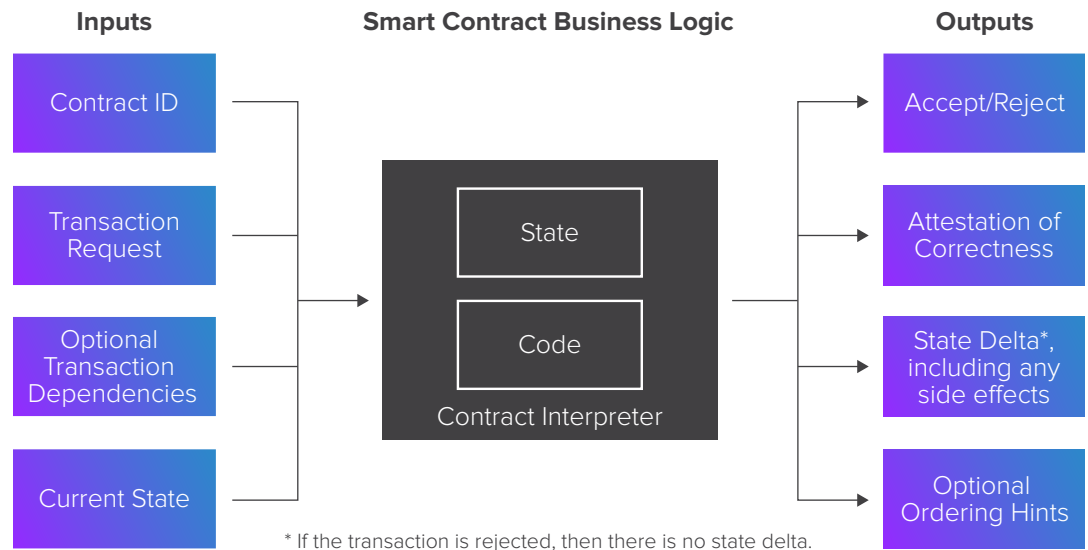 Inputs
Smart Contract Business Logic
Outputs
Contract ID
Transaction
Request
Optional
Transaction
Dependencies
Current State
State
Code
Contract Interpreter
Accept/Reject
Attestation of
Correctness
State Delta*,
including any
side effects
Optional
Ordering Hints
* If the transaction is rejected, then there is no state delta.